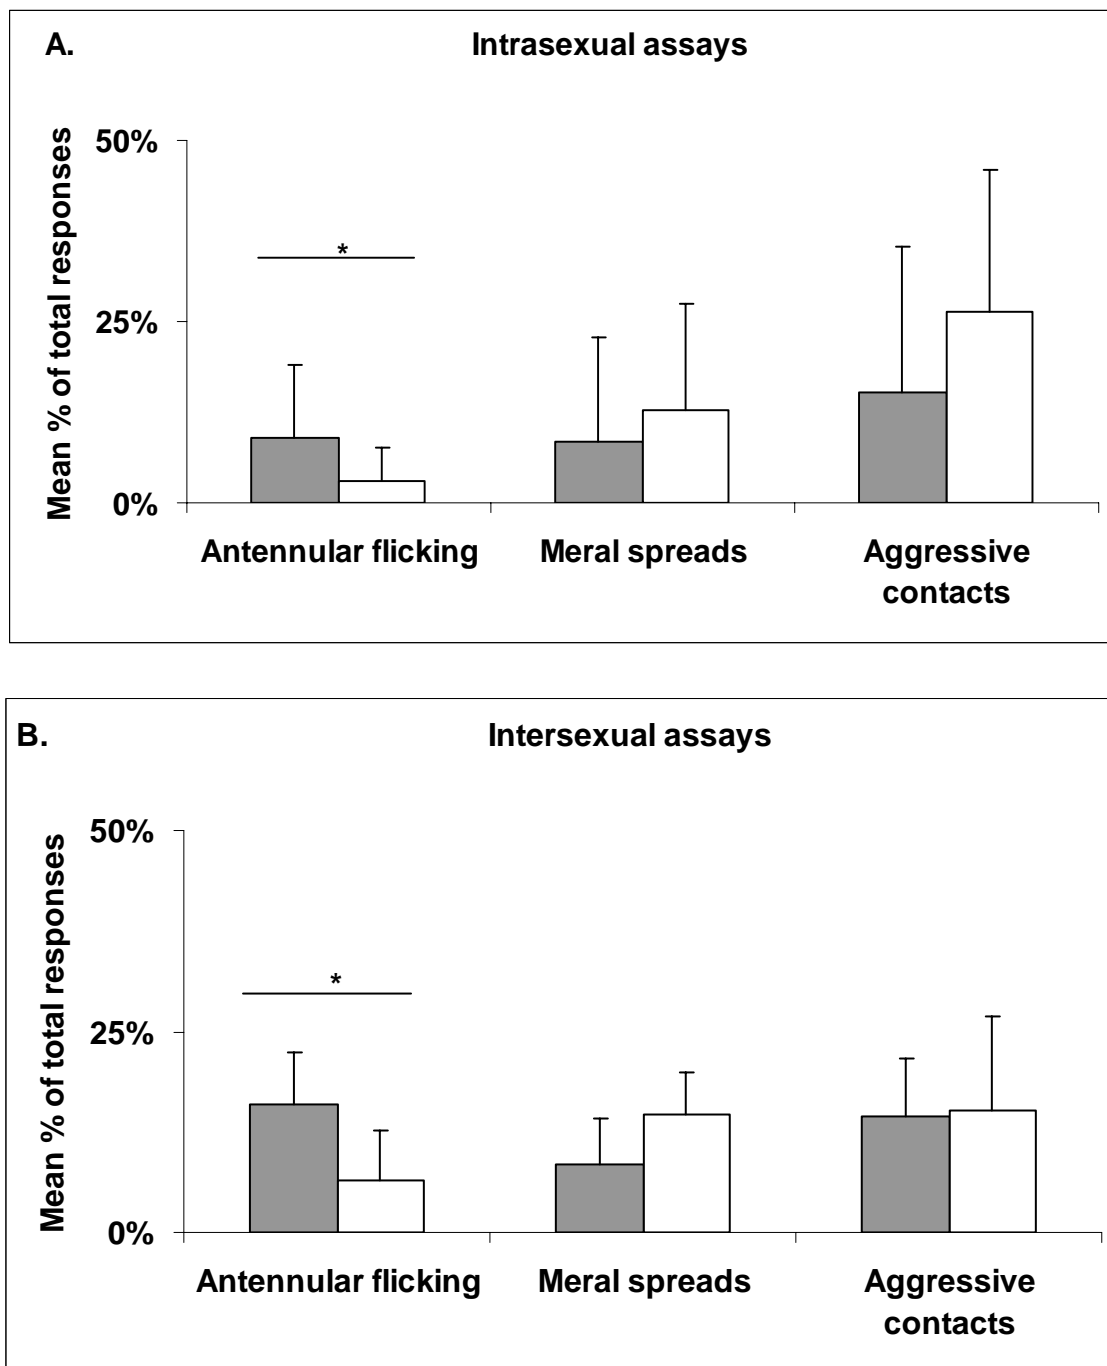 A.
Intrasexual assays
Mean % of total responses
50%
25%
0%
*
Antennular flicking
Meral spreads
Aggressive
contacts
B.
Intersexual assays
Mean % of total responses
50%
25%
0%
*
Antennular flicking
Meral spreads
Aggressive
contacts